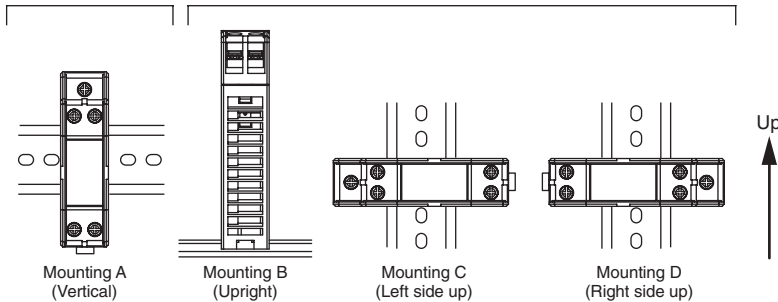 Up
Mounting A
(Vertical)
Mounting B
(Upright)
Mounting C
(Left side up)
Mounting D
(Right side up)